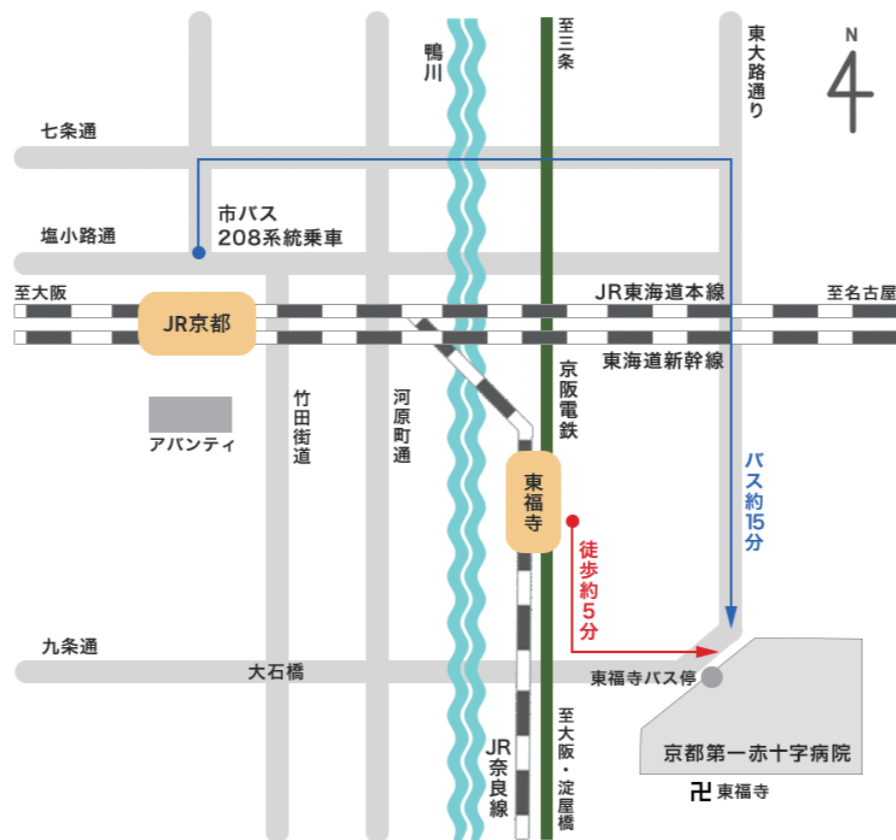 N
鴨川
至三条
東大路通り
七条通
市バス
208系統乗車
塩小路通
至大阪
JR京都
JR東海道本線
至名古屋
東海道新幹線
アバンティ
竹田街道
河原町通
京阪電鉄
東福寺
バス約15分
徒歩約5分
九条通
大石橋
東福寺バス停
JR奈良線
至大阪・淀屋橋
京都第一赤十字病院
卍 東福寺